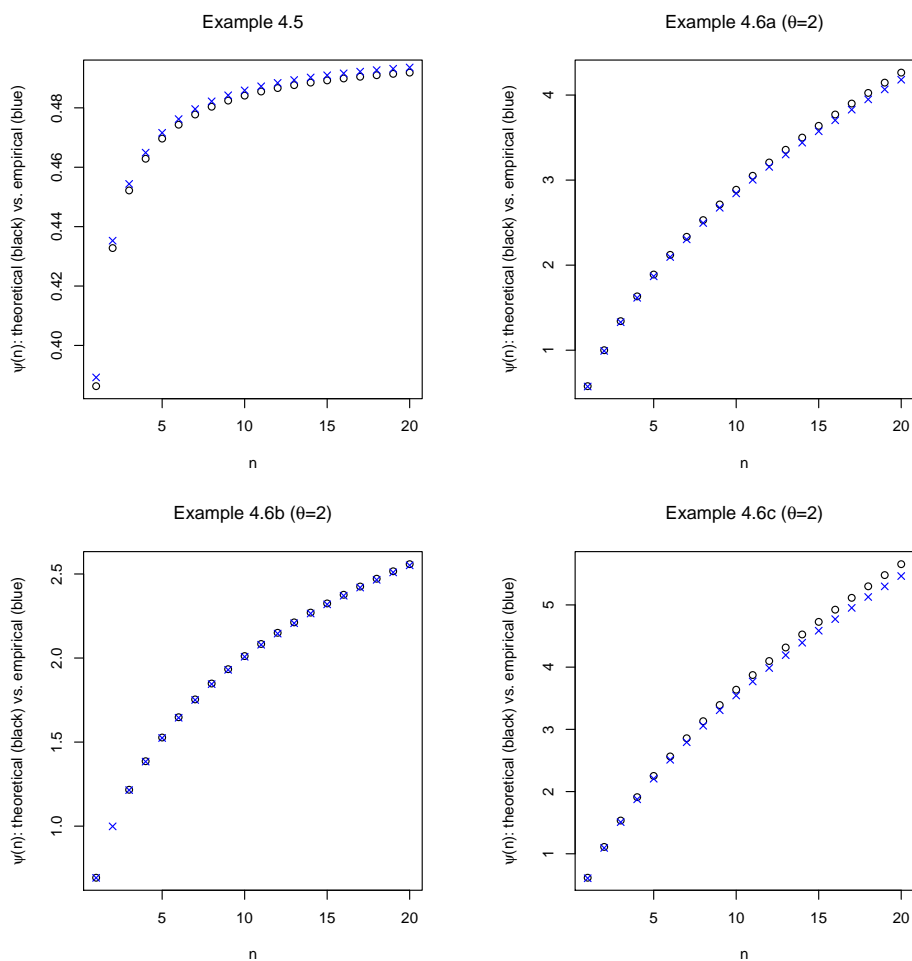 Example 4.5
ψ(n): theoretical (black) vs. empirical (blue)
0.48
0.46
0.44
0.42
0.40
5 10 15 20
n
Example 4.6a (θ=2)
ψ(n): theoretical (black) vs. empirical (blue)
4
3
2
1
5 10 15 20
n
Example 4.6b (θ=2)
ψ(n): theoretical (black) vs. empirical (blue)
2.5
2.0
1.5
1.0
5 10 15 20
n
Example 4.6c (θ=2)
ψ(n): theoretical (black) vs. empirical (blue)
5
4
3
2
1
5 10 15 20
n